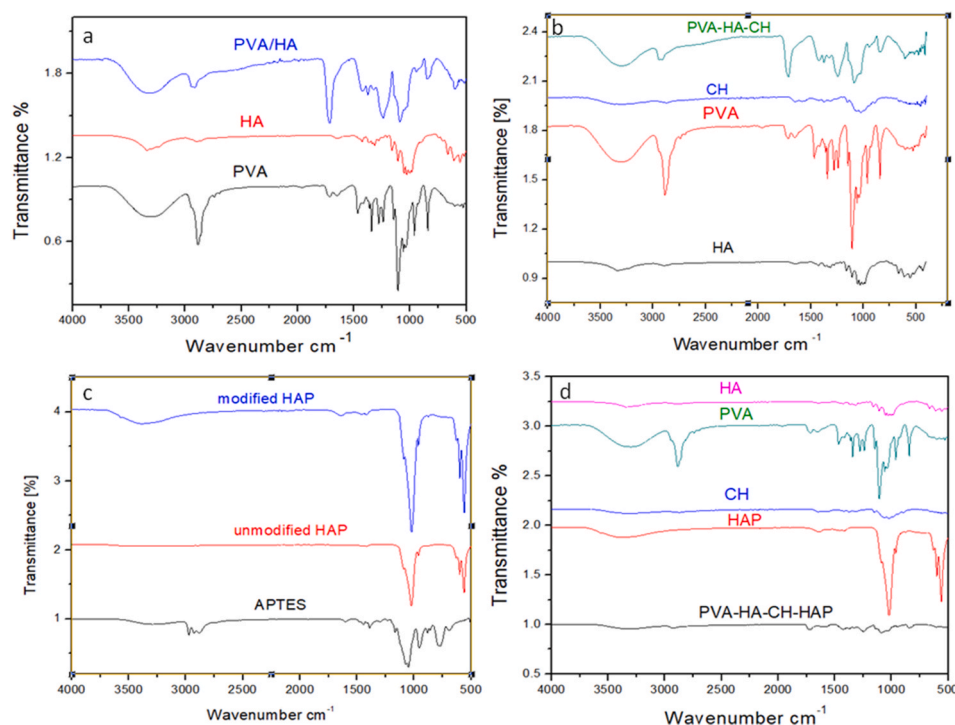 a
PVA/HA
HA
PVA
1.8
1.2
0.6
Transmittance %
4000 3500 3000 2500 2000 1500 1000 500
Wavenumber cm⁻¹
b
PVA-HA-CH
CH
PVA
HA
2.4
2.1
1.8
1.5
1.2
0.9
Transmittance [%]
4000 3500 3000 2500 2000 1500 1000 500
Wavenumber cm⁻¹
c
modified HAP
unmodified HAP
APTES
4
3
2
1
Transmittance [%]
4000 3500 3000 2500 2000 1500 1000 500
Wavenumber cm⁻¹
d
HA
PVA
CH
HAP
PVA-HA-CH-HAP
3.5
3.0
2.5
2.0
1.5
1.0
0.5
Transmittance %
4000 3500 3000 2500 2000 1500 1000 500
Wavenumber cm⁻¹